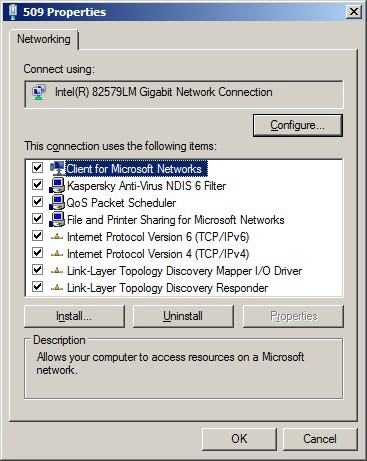 509 Properties
Networking
Connect using:
Intel(R) 82579LM Gigabit Network Connection
Configure...
This connection uses the following items:
Client for Microsoft Networks
Kaspersky Anti-Virus NDIS 6 Filter
QoS Packet Scheduler
File and Printer Sharing for Microsoft Networks
Internet Protocol Version 6 (TCP/IPv6)
Internet Protocol Version 4 (TCP/IPv4)
Link-Layer Topology Discovery Mapper I/O Driver
Link-Layer Topology Discovery Responder
Install... Uninstall Properties
Description
Allows your computer to access resources on a Microsoft
network.
OK Cancel